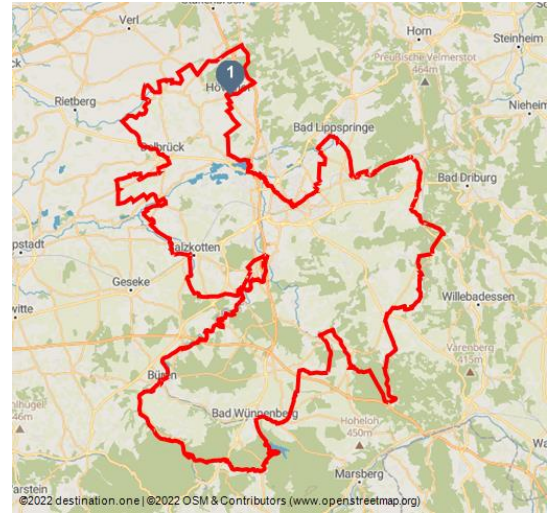 Verl
Horn
Steinheim
Preußische Velmerstot
464m
Rietberg
1
Nieheim
Bad Lippspringe
Delbrück
Bad Driburg
Salzkotten
Geseke
Willebadessen
Varenberg
415m
Büren
Bad Wünnenberg
Hoheloh
450m
Marsberg
©2022 destination.one | ©2022 OSM & Contributors (www.openstreetmap.org)